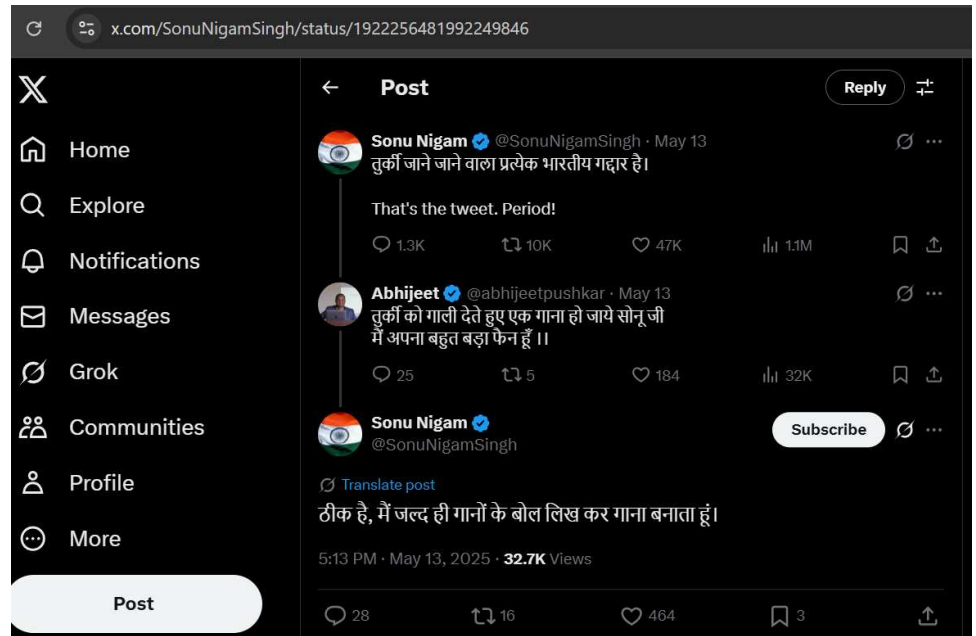 x.com/SonuNigamSingh/status/1922256481992249846
Post
Reply
Home
Explore
Notifications
Messages
Grok
Communities
Profile
More
Post
Sonu Nigam @SonuNigamSingh · May 13
तुर्की जाने जाने वाला प्रत्येक भारतीय गद्दार है।
That's the tweet. Period!
1.3K 10K 47K 1.1M
Abhijeet @abhijeetpushkar · May 13
तुर्की को गाली देते हुए एक गाना हो जाये सोनू जी
मैं अपना बहुत बड़ा फैन हूँ ।।
25 5 184 32K
Sonu Nigam
@SonuNigamSingh
Subscribe
Translate post
ठीक है, मैं जल्द ही गानों के बोल लिख कर गाना बनाता हूं।
5:13 PM · May 13, 2025 · 32.7K Views
28 16 464 3